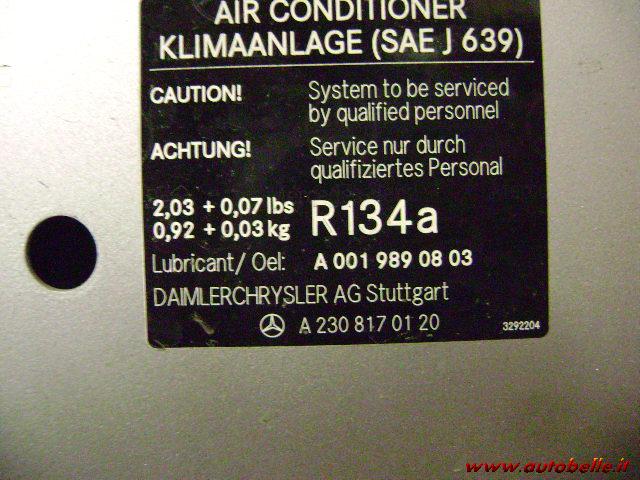 AIR CONDITIONER
KLIMAANLAGE (SAE J 639)
CAUTION! System to be serviced
by qualified personnel
ACHTUNG! Service nur durch
qualifiziertes Personal
2,03 + 0,07 lbs R134a
0,92 + 0,03 kg
Lubricant/ Oel: A 001 989 08 03
DAIMLERCHRYSLER AG Stuttgart
A 230 817 01 20 3292204
www.autobelle.it